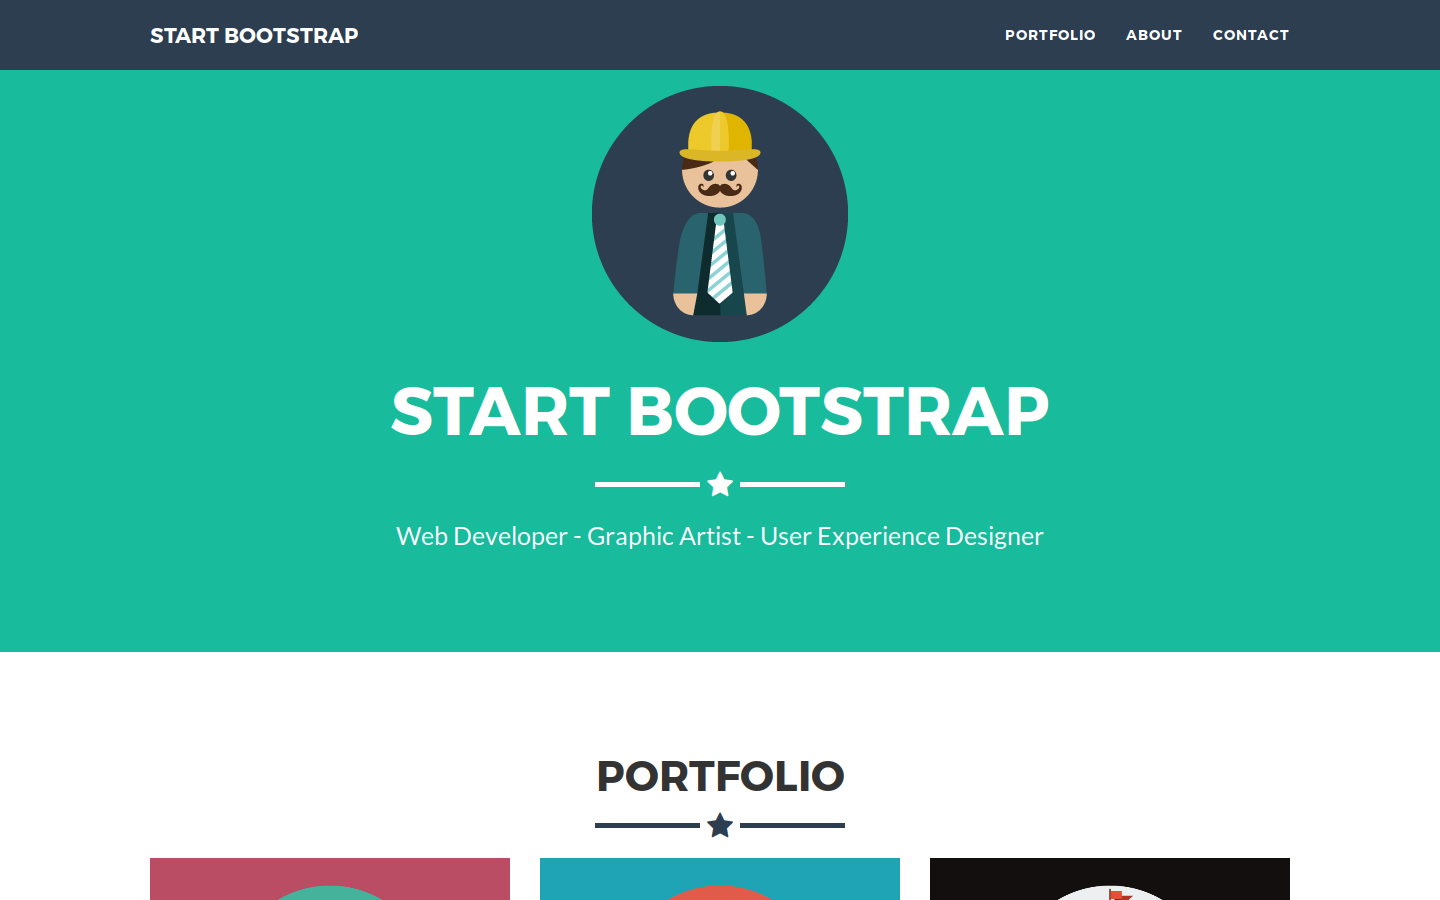 START BOOTSTRAP
PORTFOLIO ABOUT CONTACT
START BOOTSTRAP
Web Developer - Graphic Artist - User Experience Designer
PORTFOLIO